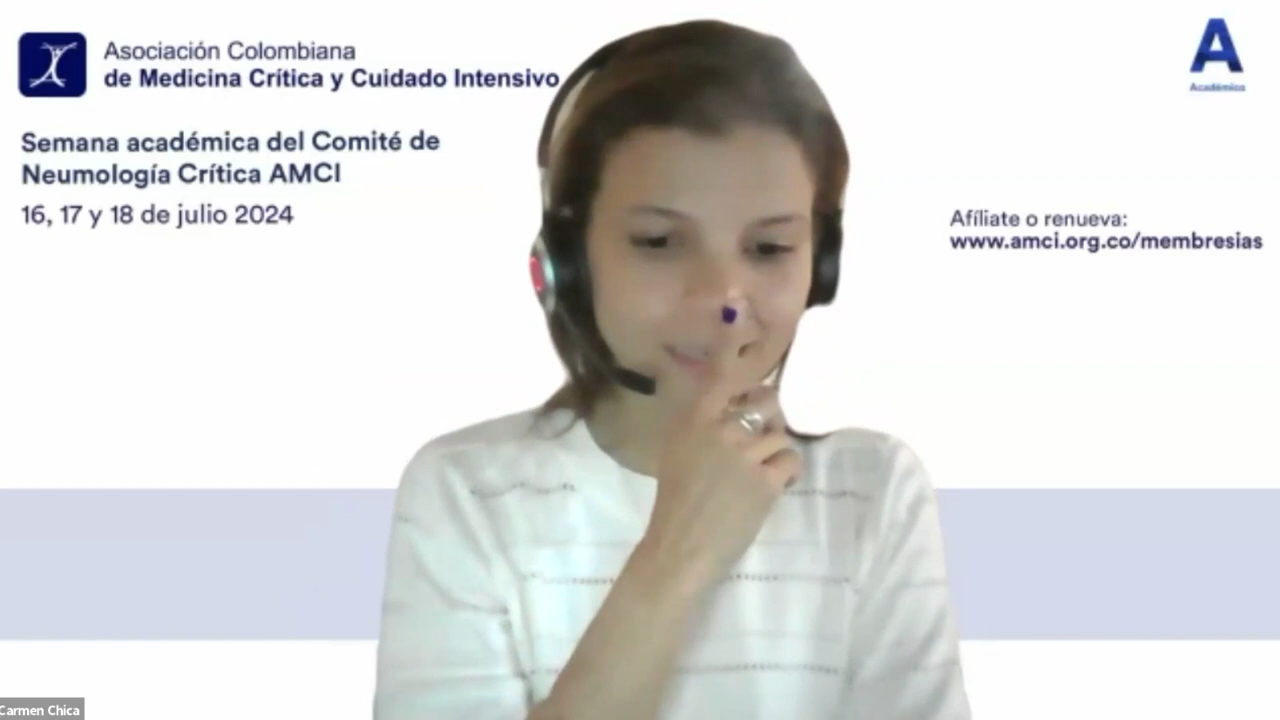 Asociación Colombiana
de Medicina Crítica y Cuidado Intensivo
A
Académico
Semana académica del Comité de
Neumología Crítica AMCI
16, 17 y 18 de julio 2024
Afíliate o renueva:
www.amci.org.co/membresias
Carmen Chica